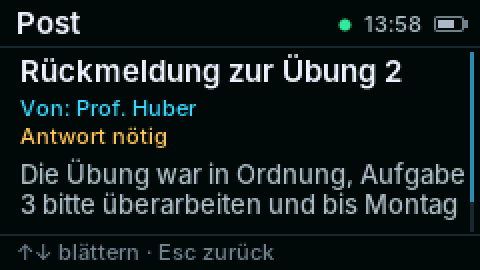 Post
13:58
Rückmeldung zur Übung 2
Von: Prof. Huber
Antwort nötig
Die Übung war in Ordnung, Aufgabe
3 bitte überarbeiten und bis Montag
↑↓ blättern · Esc zurück